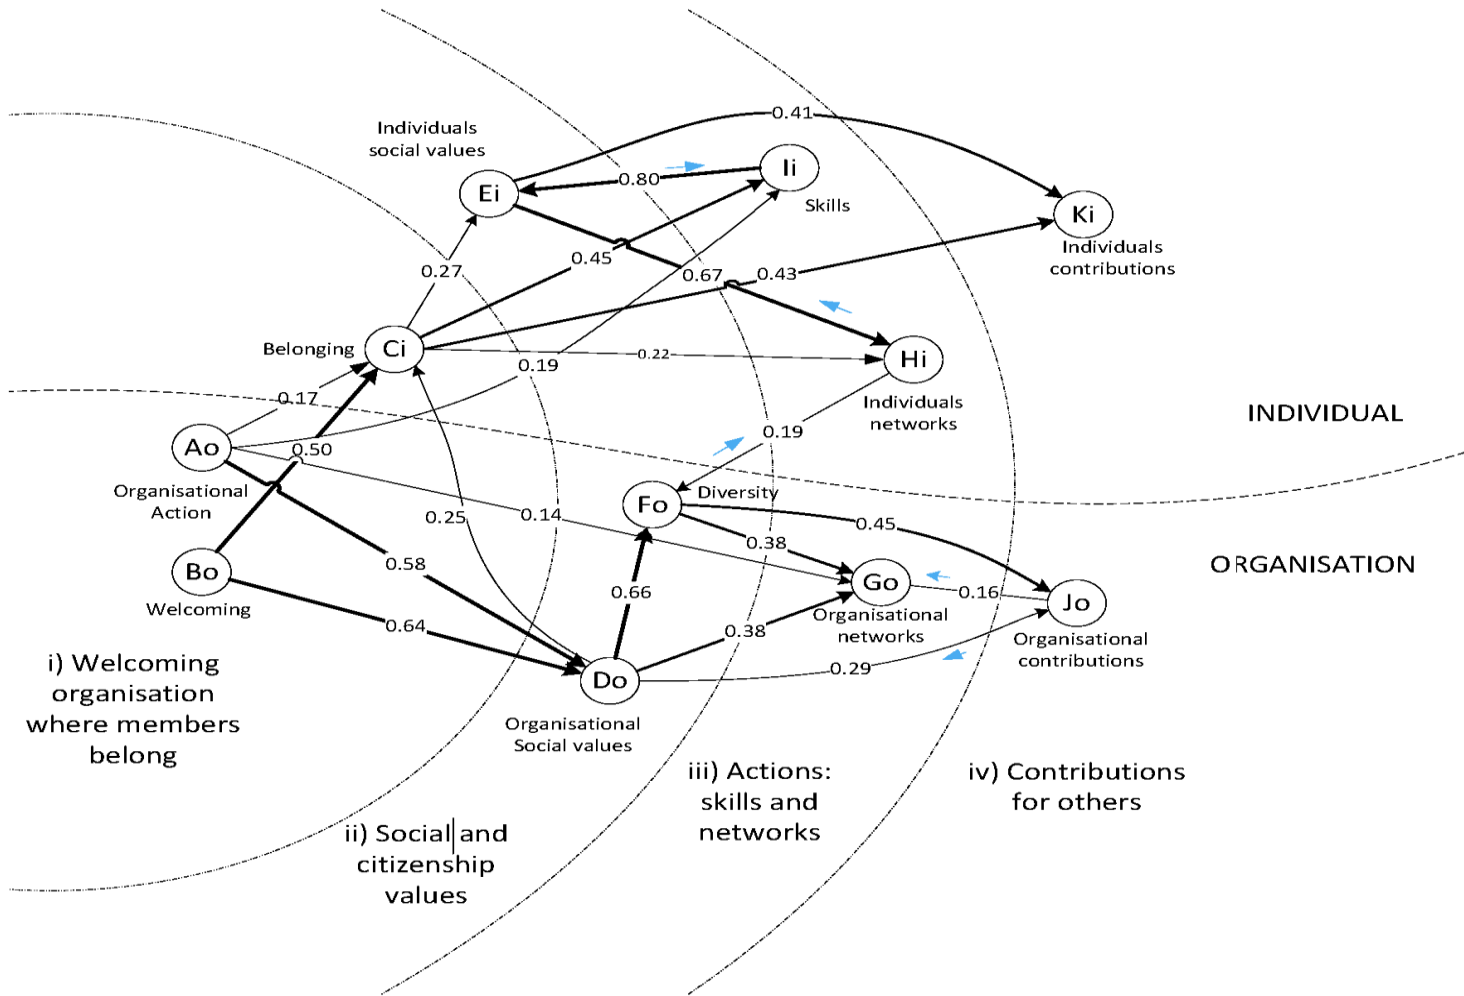 0.41
Individuals
social values
Ei
0.80
Ii
Skills
Ki
Individuals
contributions
0.27
0.45
0.67
0.43
Belonging
Ci
0.22
Hi
Individuals
networks
0.19
0.17
0.19
INDIVIDUAL
Ao
Organisational
Action
0.50
0.25
0.14
Fo
Diversity
0.45
0.38
Bo
Welcoming
0.58
0.66
Go
Organisational
networks
0.16
Jo
Organisational
contributions
ORGANISATION
0.64
0.38
0.29
Do
Organisational
Social values
i) Welcoming
organisation
where members
belong
ii) Social and
citizenship
values
iii) Actions:
skills and
networks
iv) Contributions
for others